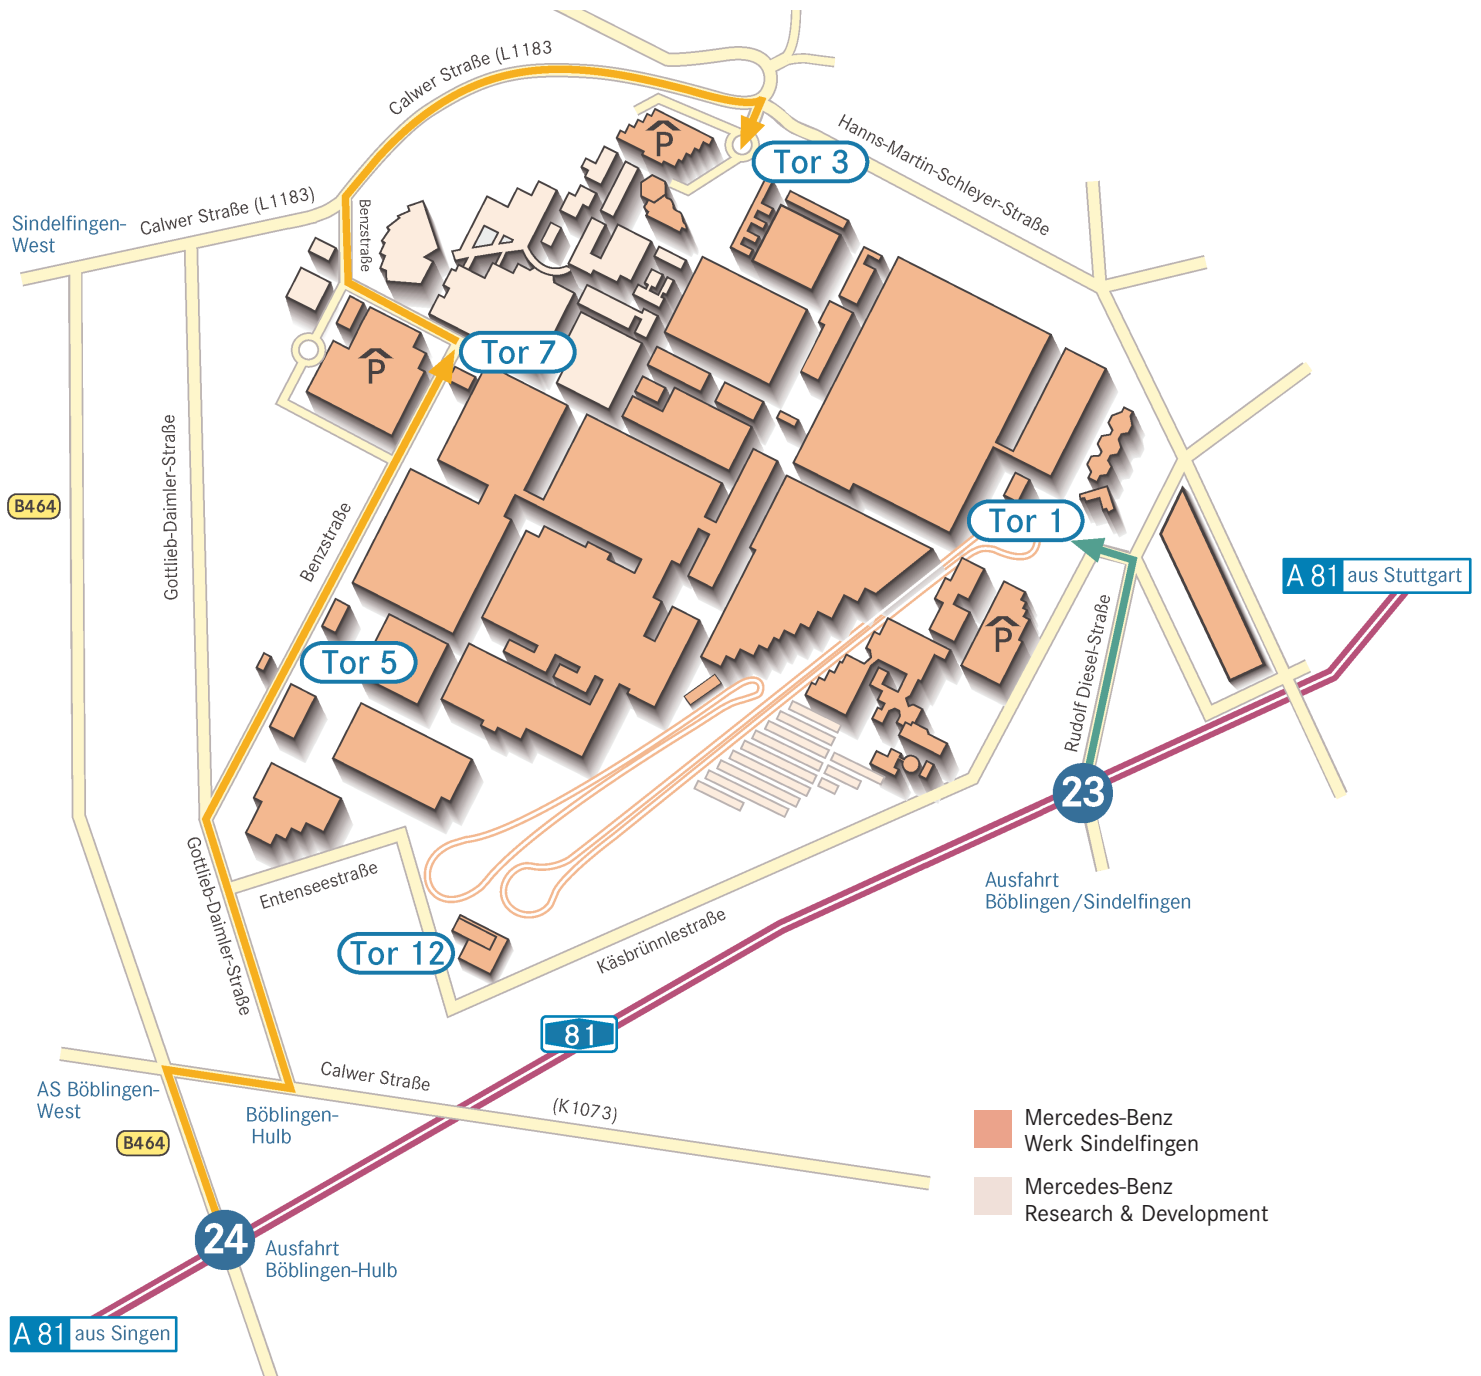 Calwer Straße (L1183
Hanns-Martin-Schleyer-Straße
P
Tor 3
Calwer Straße (L1183)
Benzstraße
Sindelfingen-
West
Tor 7
P
Gottlieb-Daimler-Straße
B464
Benzstraße
Tor 1
A 81 aus Stuttgart
P
Rudolf Diesel-Straße
Tor 5
23
Gottlieb-Daimler-Straße
Entenseestraße
Ausfahrt
Böblingen/Sindelfingen
Käsbrünnlestraße
Tor 12
81
Calwer Straße
(K1073)
AS Böblingen-
West
Böblingen-
Hulb
B464
Mercedes-Benz
Werk Sindelfingen
Mercedes-Benz
Research & Development
24
Ausfahrt
Böblingen-Hulb
A 81 aus Singen